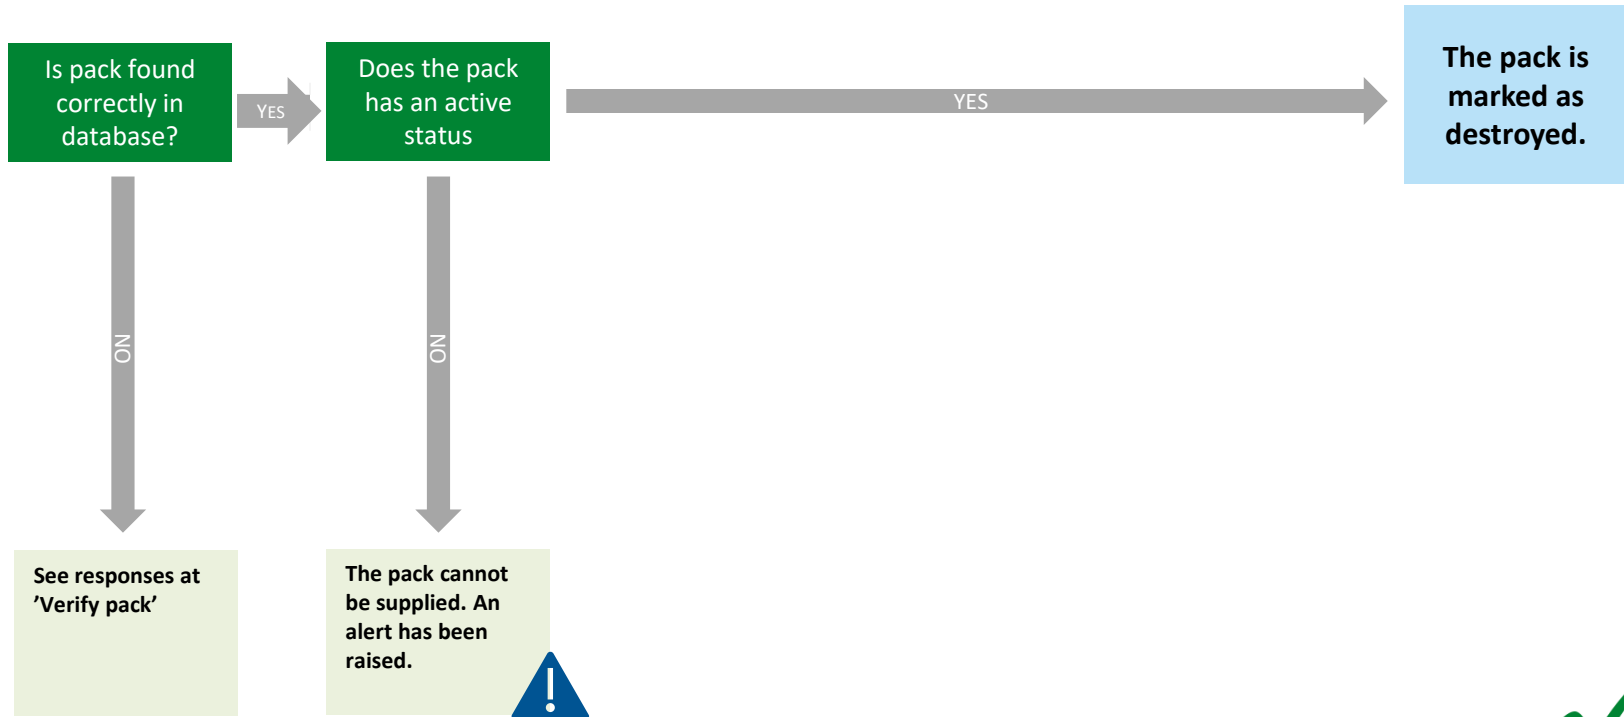 Is pack found
correctly in
database?
YES
Does the pack
has an active
status
YES
The pack is
marked as
destroyed.
NO
NO
See responses at
’Verify pack’
The pack cannot
be supplied. An
alert has been
raised.
!